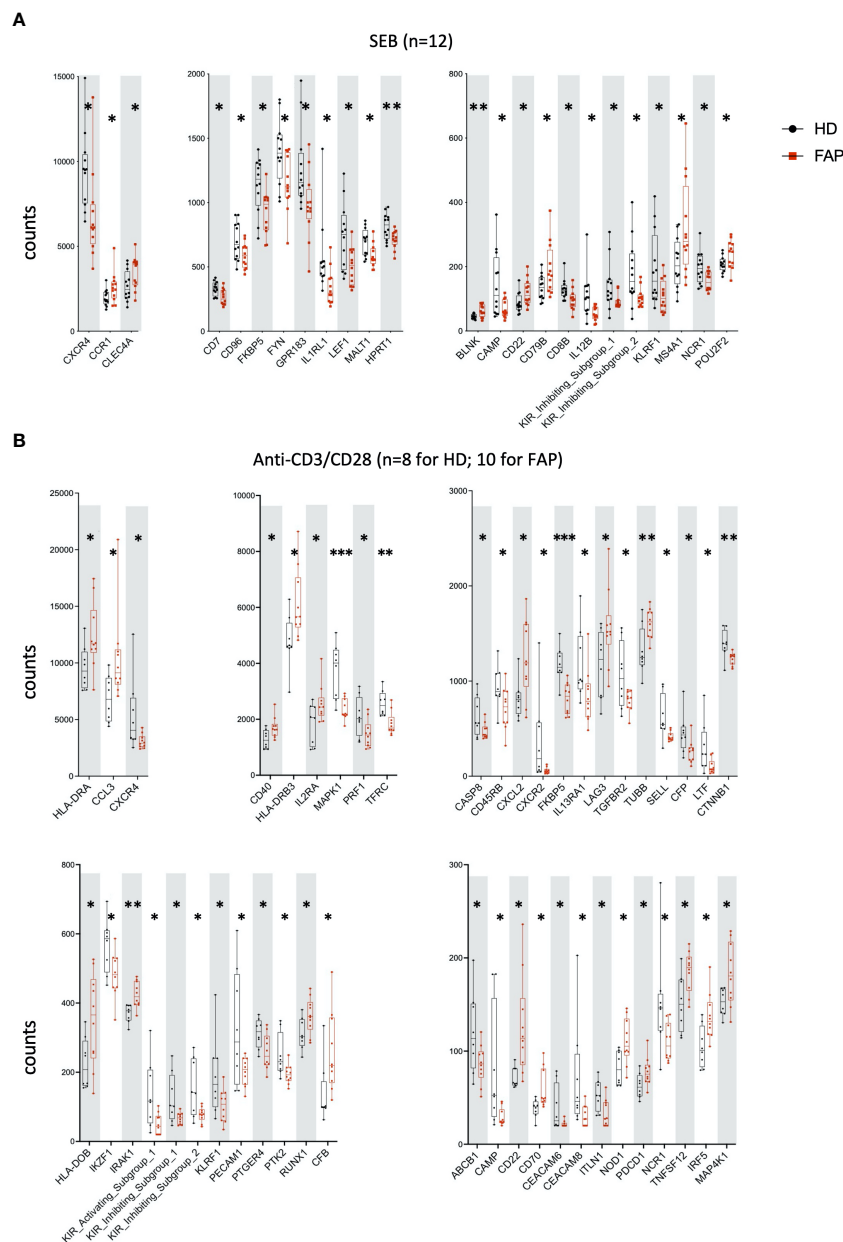 A
SEB (n=12)
15000
10000
5000
0
counts
* * *
CXCR4 CCR1 CLEC4A
2000
1500
1000
500
0
* * * * * * * * **
CD7 CD96 FKBP5 FYN GPR183 IL1RL1 LEF1 MALT1 HPRT1
800
600
400
200
0
** * * * * * * * * * * *
BLNK CAMP CD22 CD79B CD8B IL12B KIR_Inhibiting_Subgroup_1 KIR_Inhibiting_Subgroup_2 KLRF1 MS4A1 NCR1 POU2F2
HD
FAP
B
Anti-CD3/CD28 (n=8 for HD; 10 for FAP)
25000
20000
15000
10000
5000
0
counts
* * *
HLA-DRA CCL3 CXCR4
10000
8000
6000
4000
2000
0
* * * *** * **
CD40 HLA-DRB3 IL2RA MAPK1 PRF1 TFRC
3000
2000
1000
0
* * * * *** * * * ** * * * **
CASP8 CD45RB CXCL2 CXCR2 FKBP5 IL13RA1 LAG3 TGFBR2 TUBB SELL CFP LTF CTNNB1
800
600
400
200
0
counts
* * ** * * * * * * * * *
HLA-DOB IKZF1 IRAK1 KIR_Activating_Subgroup_1 KIR_Inhibiting_Subgroup_1 KIR_Inhibiting_Subgroup_2 KLRF1 PECAM1 PTGER4 PTK2 RUNX1 CFB
300
200
100
0
* * * * * * * * * * * * *
ABCB1 CAMP CD22 CD70 CEACAM6 CEACAM8 ITLN1 NOD1 PDCD1 NCR1 TNFSF12 IRF5 MAP4K1